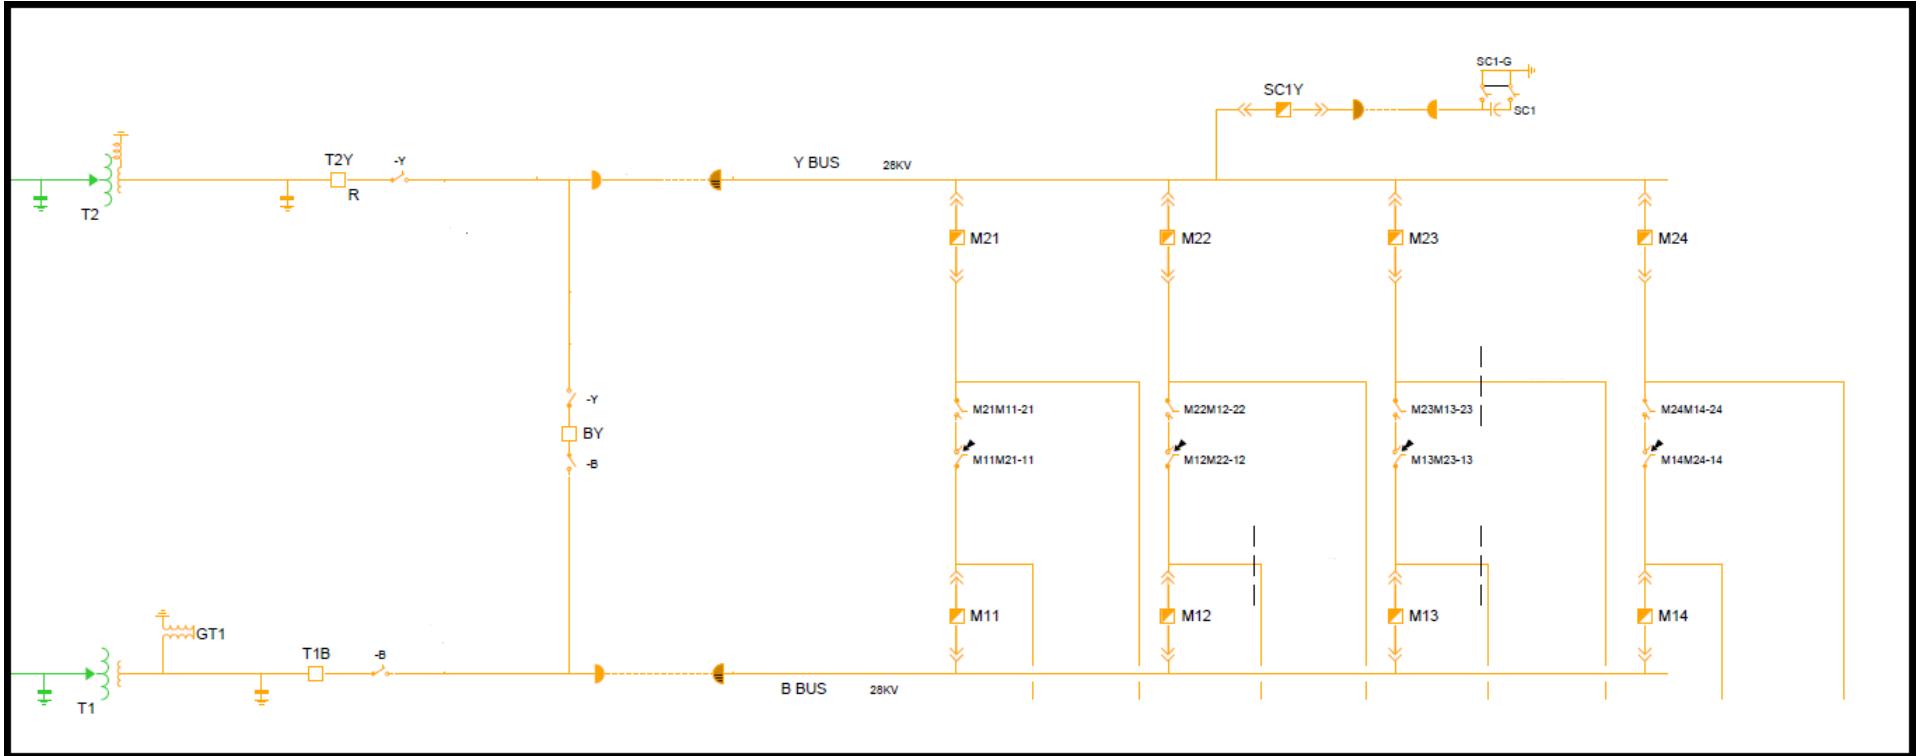 SC1-G
SC1Y
SC1
T2Y
-Y
Y BUS
28KV
R
T2
M21
M22
M23
M24
-Y
M21M11-21
M22M12-22
M23M13-23
M24M14-24
BY
-B
M11M21-11
M12M22-12
M13M23-13
M14M24-14
M11
M12
M13
M14
GT1
T1B
-B
B BUS
28KV
T1